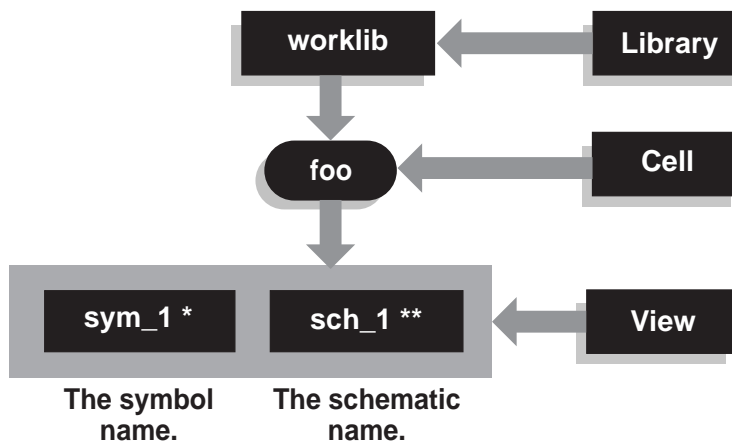 worklib
Library
foo
Cell
sym_1 *
sch_1 **
View
The symbol
name.
The schematic
name.